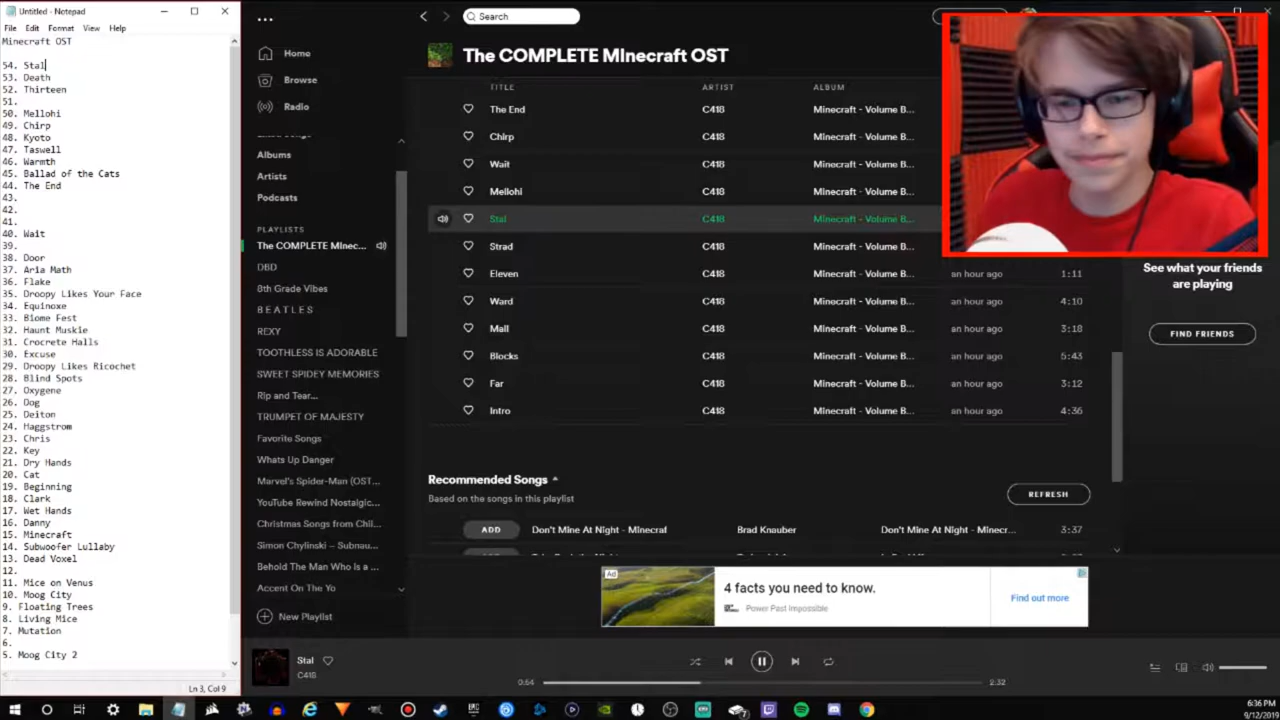 Untitled - Notepad
File Edit Format View Help
Minecraft OST
54. Stal
53. Death
52. Thirteen
51.
50. Mellohi
49. Chirp
48. Kyoto
47. Taswell
46. Warmth
45. Ballad of the Cats
44. The End
43.
42.
41.
40. Wait
39.
38. Door
37. Aria Math
36. Flake
35. Droopy Likes Your Face
34. Equinoxe
33. Biome Fest
32. Haunt Muskie
31. Crocrete Halls
30. Excuse
29. Droopy Likes Ricochet
28. Blind Spots
27. Oxygene
26. Dog
25. Deiton
24. Haggstrom
23. Chris
22. Key
21. Dry Hands
20. Cat
19. Beginning
18. Clark
17. Wet Hands
16. Danny
15. Minecraft
14. Subwoofer Lullaby
13. Dead Voxel
12.
11. Mice on Venus
10. Moog City
9. Floating Trees
8. Living Mice
7. Mutation
6.
5. Moog City 2
Ln 3, Col 9
Search
Home
Browse
Radio
Albums
Artists
Podcasts
PLAYLISTS
The COMPLETE MInec...
DBD
8th Grade Vibes
B E A T L E S
REXY
TOOTHLESS IS ADORABLE
SWEET SPIDEY MEMORIES
Rip and Tear...
TRUMPET OF MAJESTY
Favorite Songs
Whats Up Danger
Marvel's Spider-Man (OST...
YouTube Rewind Nostalgic...
Christmas Songs from Chil...
Simon Chylinski – Subnau...
Behold The Man Who Is a ...
Accent On The Yo
New Playlist
The COMPLETE MInecraft OST
TITLE ARTIST ALBUM
The End C418 Minecraft - Volume B...
Chirp C418 Minecraft - Volume B...
Wait C418 Minecraft - Volume B...
Mellohi C418 Minecraft - Volume B...
Stal C418 Minecraft - Volume B...
Strad C418 Minecraft - Volume B...
Eleven C418 Minecraft - Volume B... an hour ago 1:11
Ward C418 Minecraft - Volume B... an hour ago 4:10
Mall C418 Minecraft - Volume B... an hour ago 3:18
Blocks C418 Minecraft - Volume B... an hour ago 5:43
Far C418 Minecraft - Volume B... an hour ago 3:12
Intro C418 Minecraft - Volume B... an hour ago 4:36
Recommended Songs
Based on the songs in this playlist
REFRESH
ADD Don't Mine At Night - Minecraf Brad Knauber Don't Mine At Night - Minecr... 3:37
Ad
4 facts you need to know.
Power Past Impossible
Find out more
See what your friends
are playing
FIND FRIENDS
Stal
C418
0:54
2:32
6:36 PM
9/12/2019